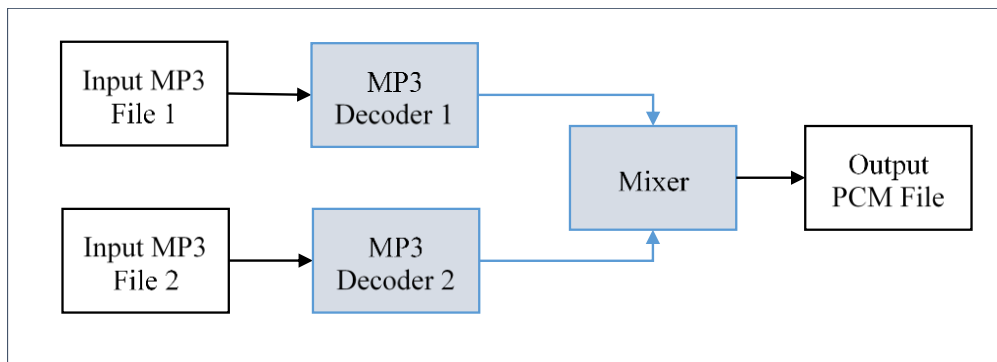 Input MP3
File 1
MP3
Decoder 1
Mixer
Output
PCM File
Input MP3
File 2
MP3
Decoder 2